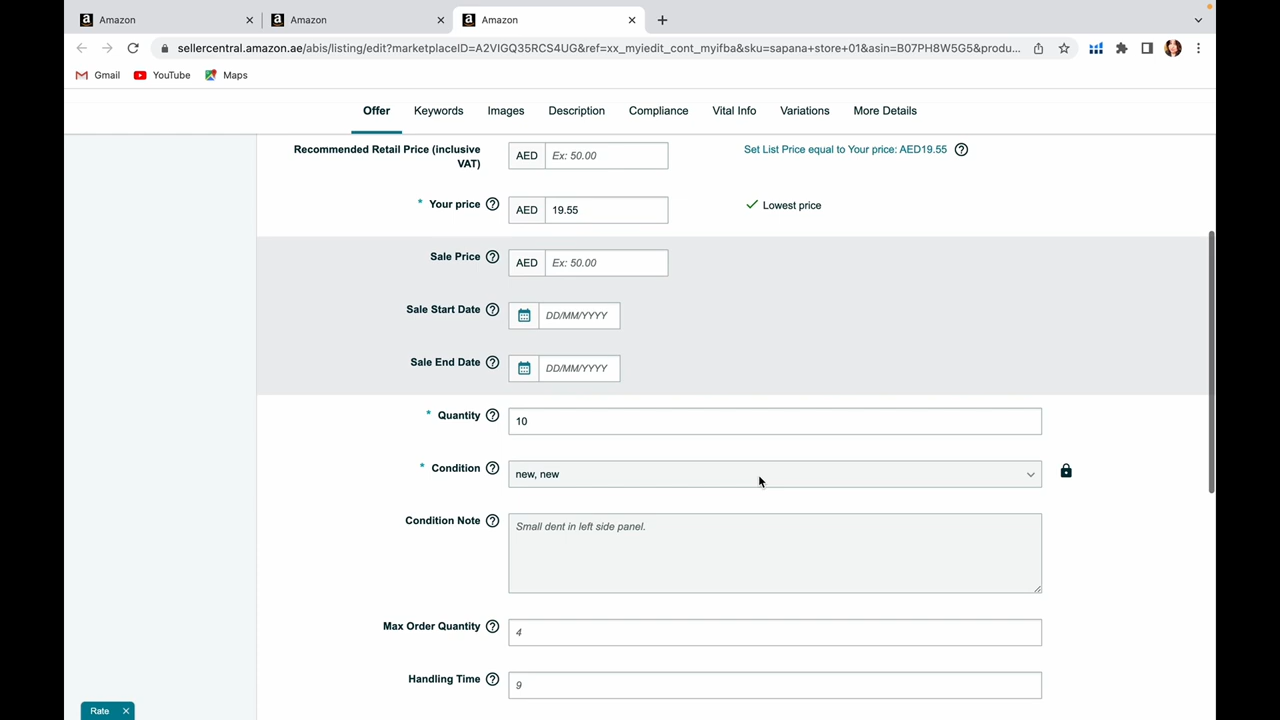 Amazon
Amazon
Amazon
sellercentral.amazon.ae/abis/listing/edit?marketplaceID=A2VIGQ35RCS4UG&ref=xx_myiedit_cont_myifba&sku=sapana+store+01&asin=B07PH8W5G5&produ...
Gmail
YouTube
Maps
Offer
Keywords
Images
Description
Compliance
Vital Info
Variations
More Details
Recommended Retail Price (inclusive
VAT)
AED
Ex: 50.00
Set List Price equal to Your price: AED19.55
* Your price
AED
19.55
Lowest price
Sale Price
AED
Ex: 50.00
Sale Start Date
DD/MM/YYYY
Sale End Date
DD/MM/YYYY
* Quantity
10
* Condition
new, new
Condition Note
Small dent in left side panel.
Max Order Quantity
4
Handling Time
9
Rate